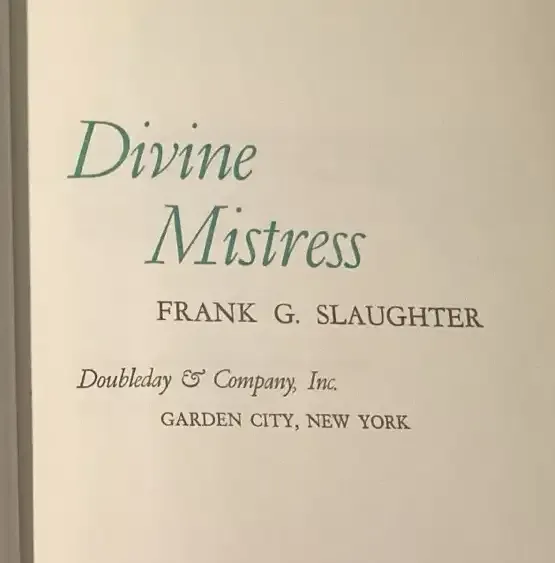 Divine
Mistress
FRANK G. SLAUGHTER
Doubleday & Company, Inc.
GARDEN CITY, NEW YORK